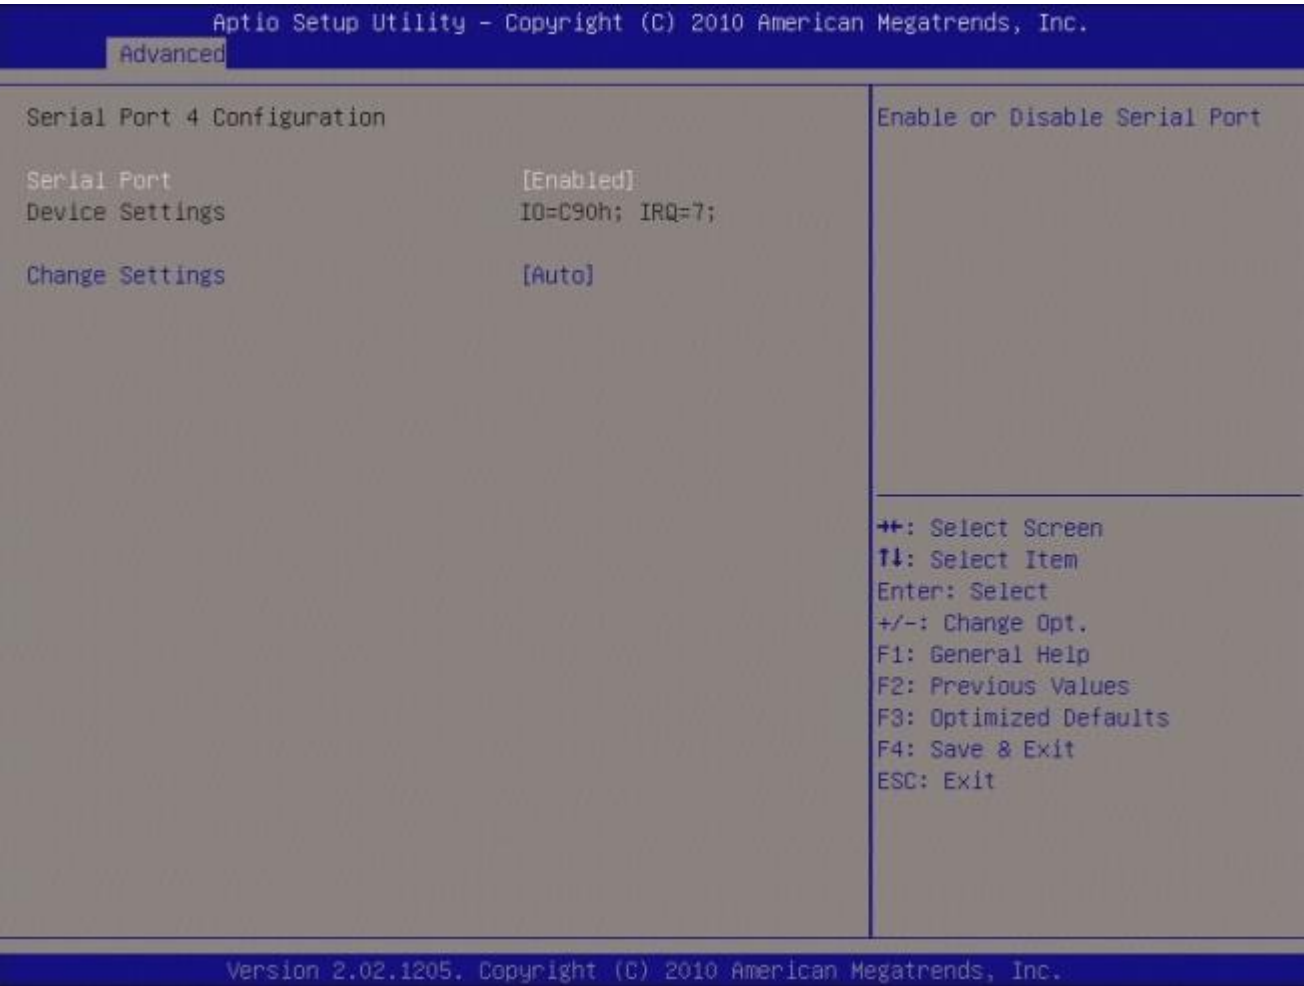 Aptio Setup Utility – Copyright (C) 2010 American Megatrends, Inc.
Advanced
Serial Port 4 Configuration
Serial Port [Enabled]
Device Settings IO=C90h; IRQ=7;
Change Settings [Auto]
Enable or Disable Serial Port
→←: Select Screen
↑↓: Select Item
Enter: Select
+/-: Change Opt.
F1: General Help
F2: Previous Values
F3: Optimized Defaults
F4: Save & Exit
ESC: Exit
Version 2.02.1205. Copyright (C) 2010 American Megatrends, Inc.